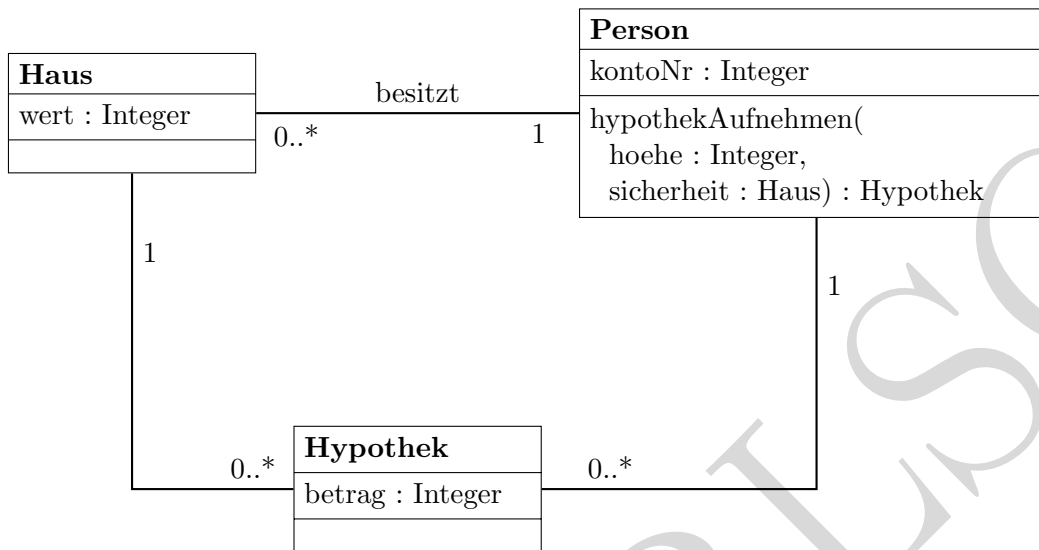 Person
Haus
kontoNr : Integer
wert : Integer
besitzt
0..*
1
hypothekAufnehmen(
hoehe : Integer,
sicherheit : Haus) : Hypothek
1
1
Hypothek
0..*
0..*
betrag : Integer